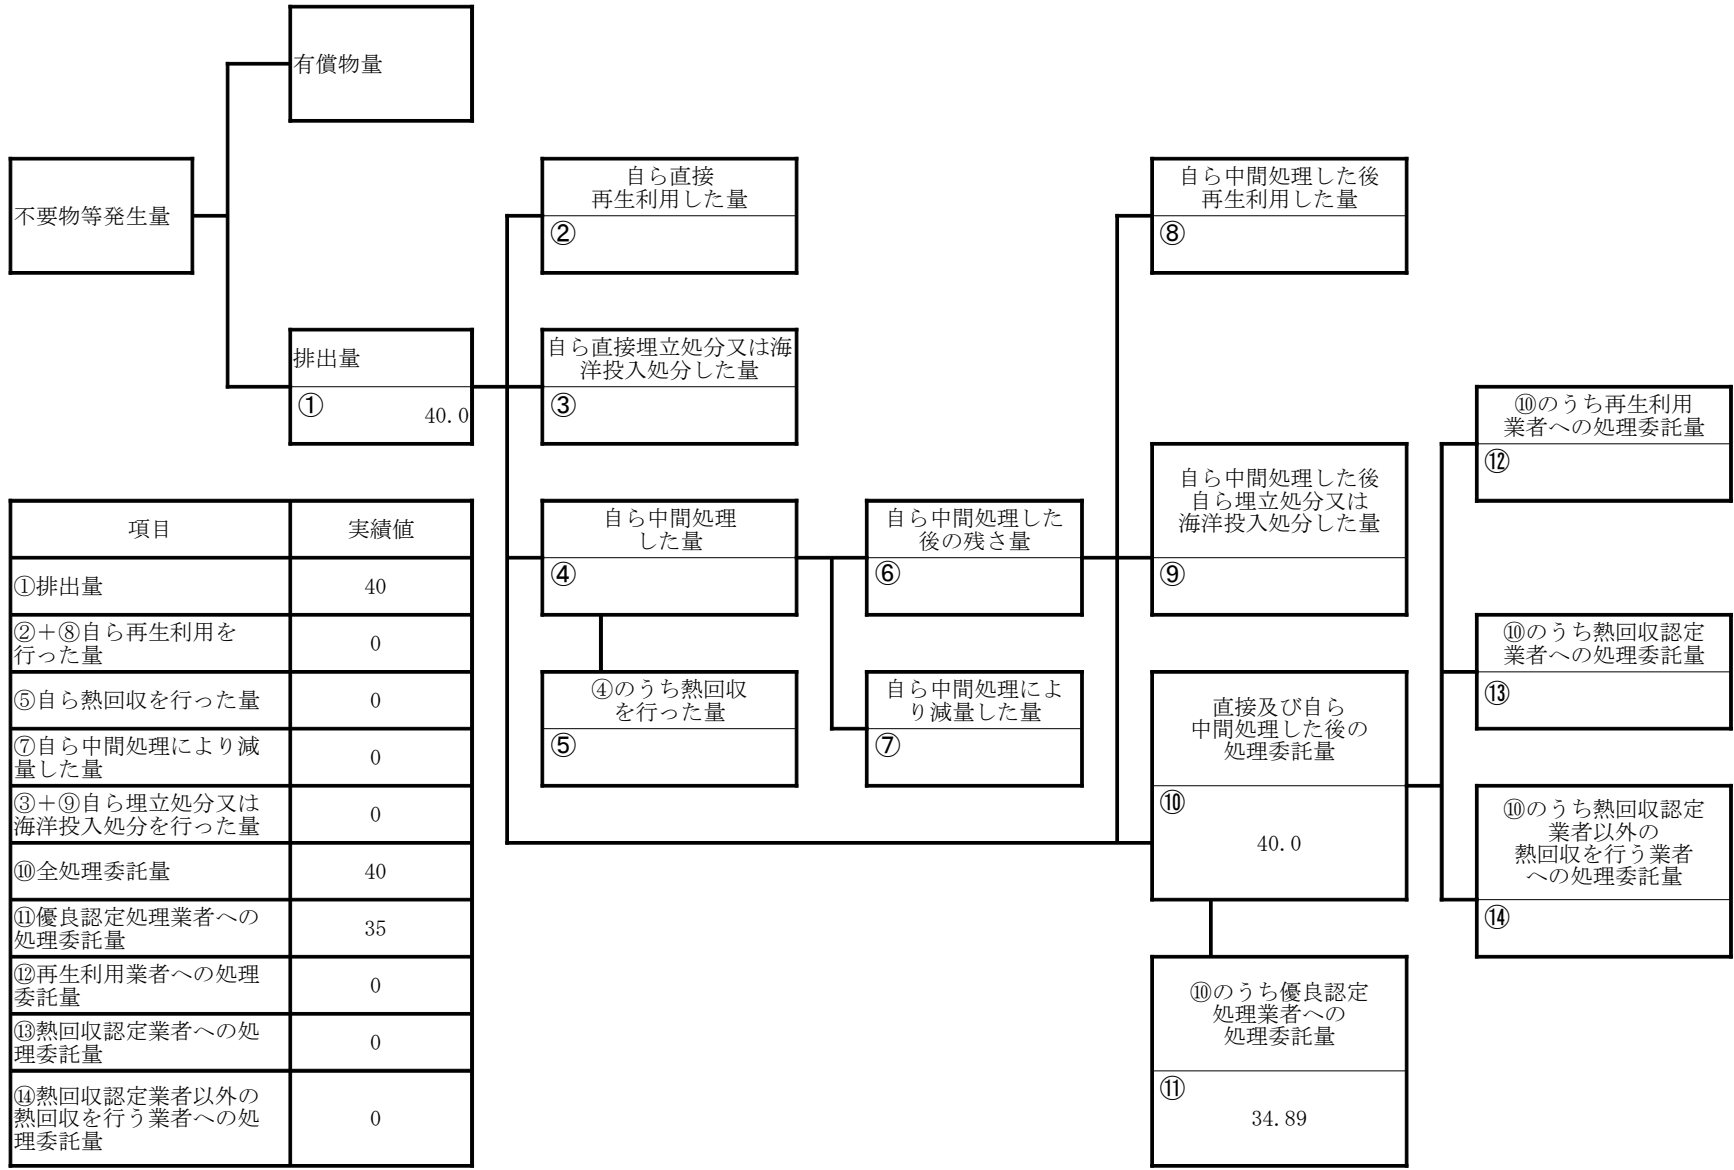 有償物量
不要物等発生量
自ら直接
再生利用した量
②
自ら中間処理した後
再生利用した量
⑧
排出量
①
40.0
自ら直接埋立処分又は海
洋投入処分した量
③
⑩のうち再生利用
業者への処理委託量
⑫
自ら中間処理
した量
④
自ら中間処理した
後の残さ量
⑥
自ら中間処理した後
自ら埋立処分又は
海洋投入処分した量
⑨
⑩のうち熱回収認定
業者への処理委託量
⑬
④のうち熱回収
を行った量
⑤
自ら中間処理によ
り減量した量
⑦
直接及び自ら
中間処理した後の
処理委託量
⑩
40.0
⑩のうち熱回収認定
業者以外の
熱回収を行う業者
への処理委託量
⑭
⑩のうち優良認定
処理業者への
処理委託量
⑪
34.89
項目 実績値
①排出量 40
②+⑧自ら再生利用を
行った量 0
⑤自ら熱回収を行った量 0
⑦自ら中間処理により減
量した量 0
③+⑨自ら埋立処分又は
海洋投入処分を行った量 0
⑩全処理委託量 40
⑪優良認定処理業者への
処理委託量 35
⑫再生利用業者への処理
委託量 0
⑬熱回収認定業者への処
理委託量 0
⑭熱回収認定業者以外の
熱回収を行う業者への処
理委託量 0